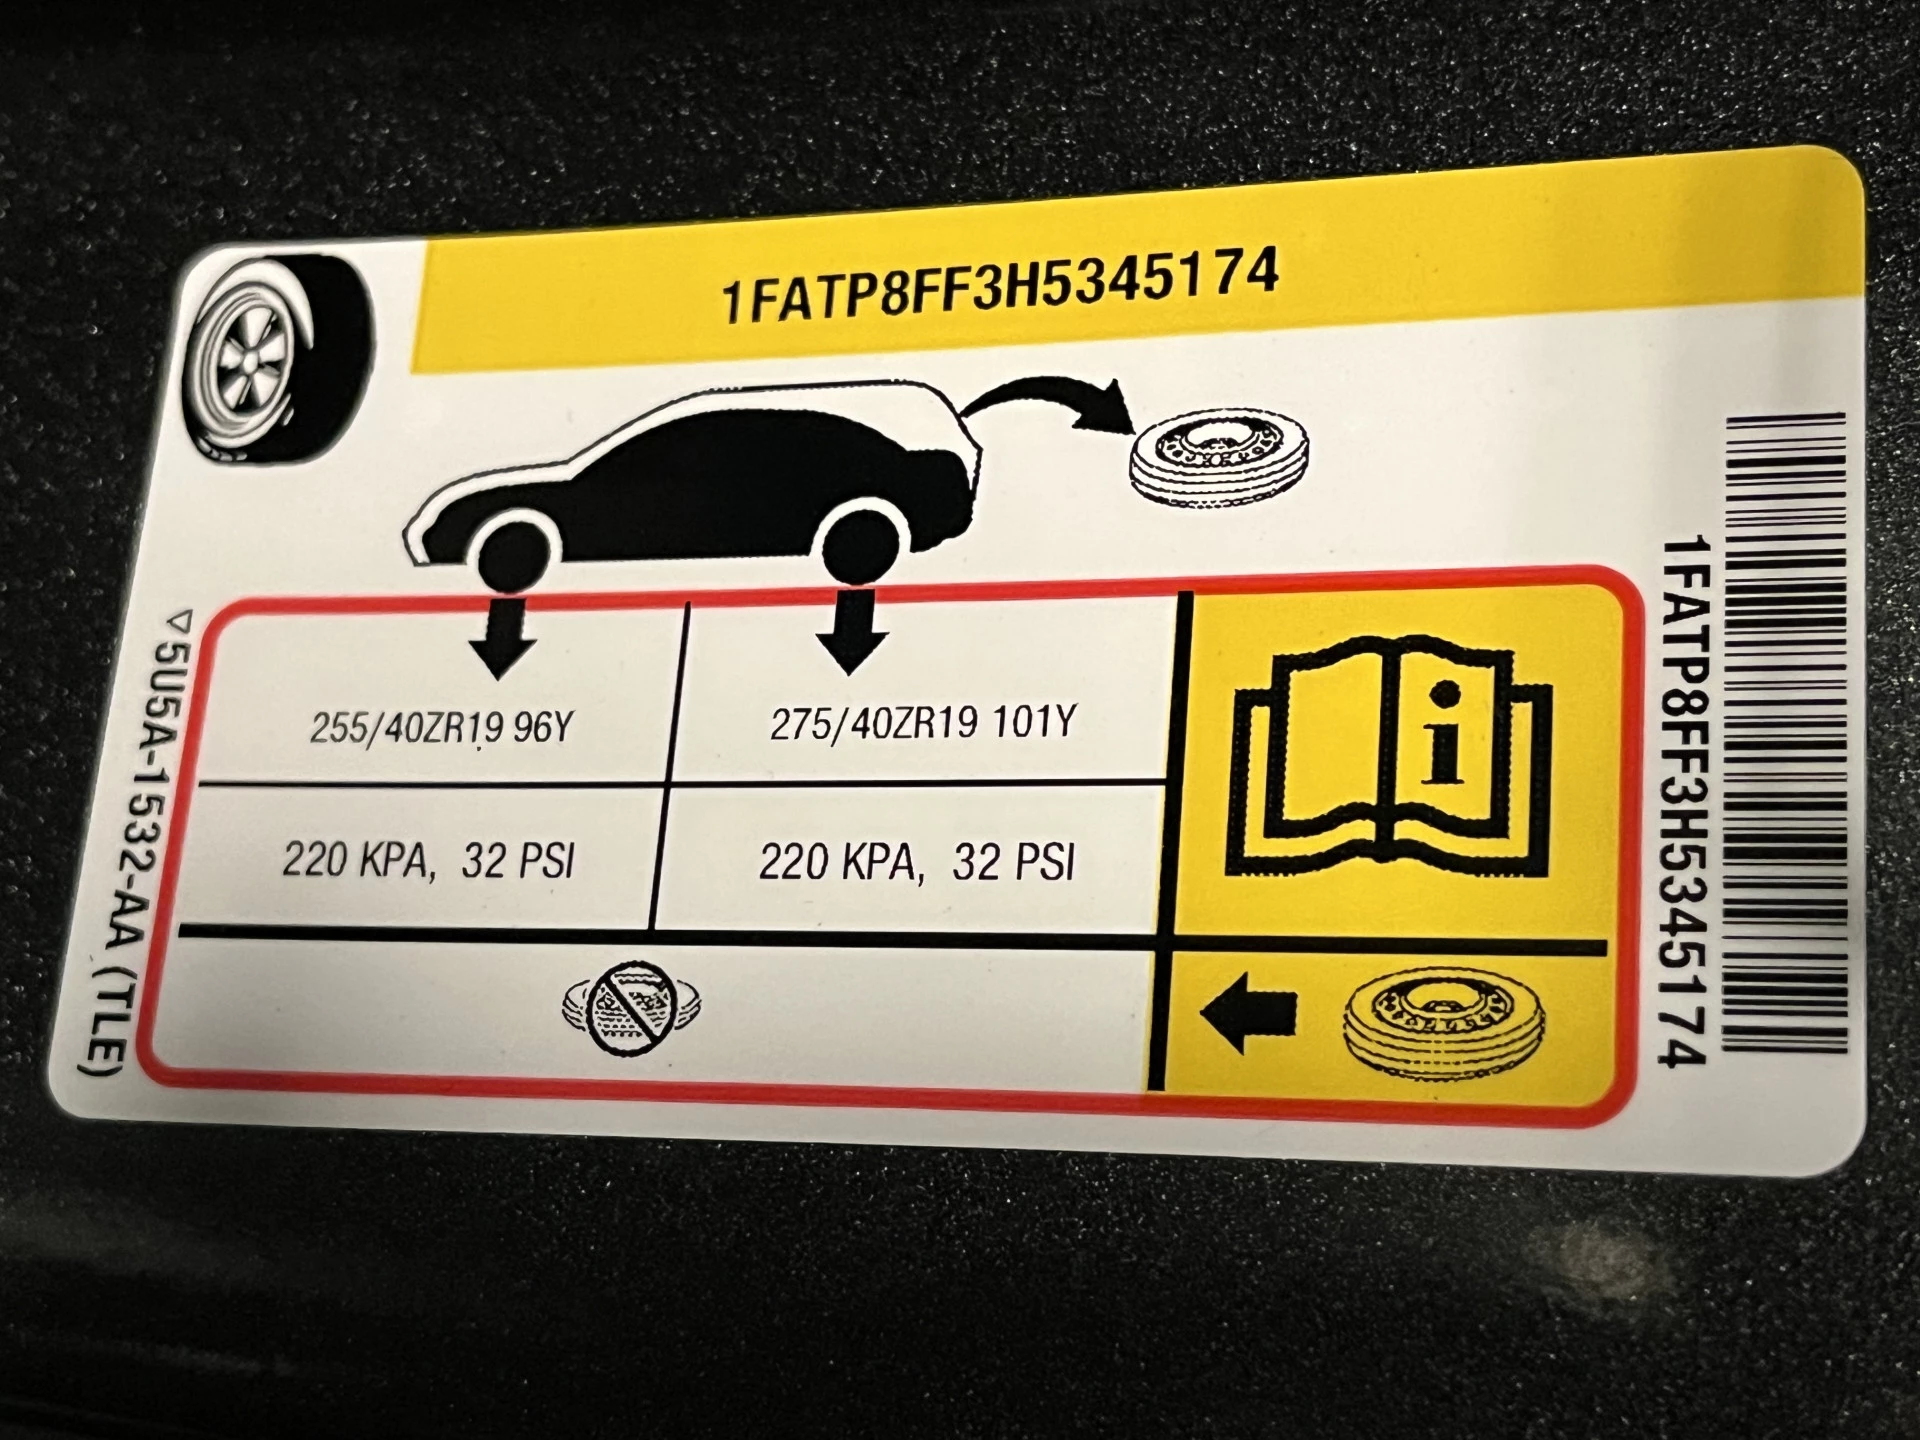 1FATP8FF3H5345174
255/40ZR19 96Y
275/40ZR19 101Y
220 KPA, 32 PSI
220 KPA, 32 PSI
i
5U5A-1532-AA (TLE)
1FATP8FF3H5345174